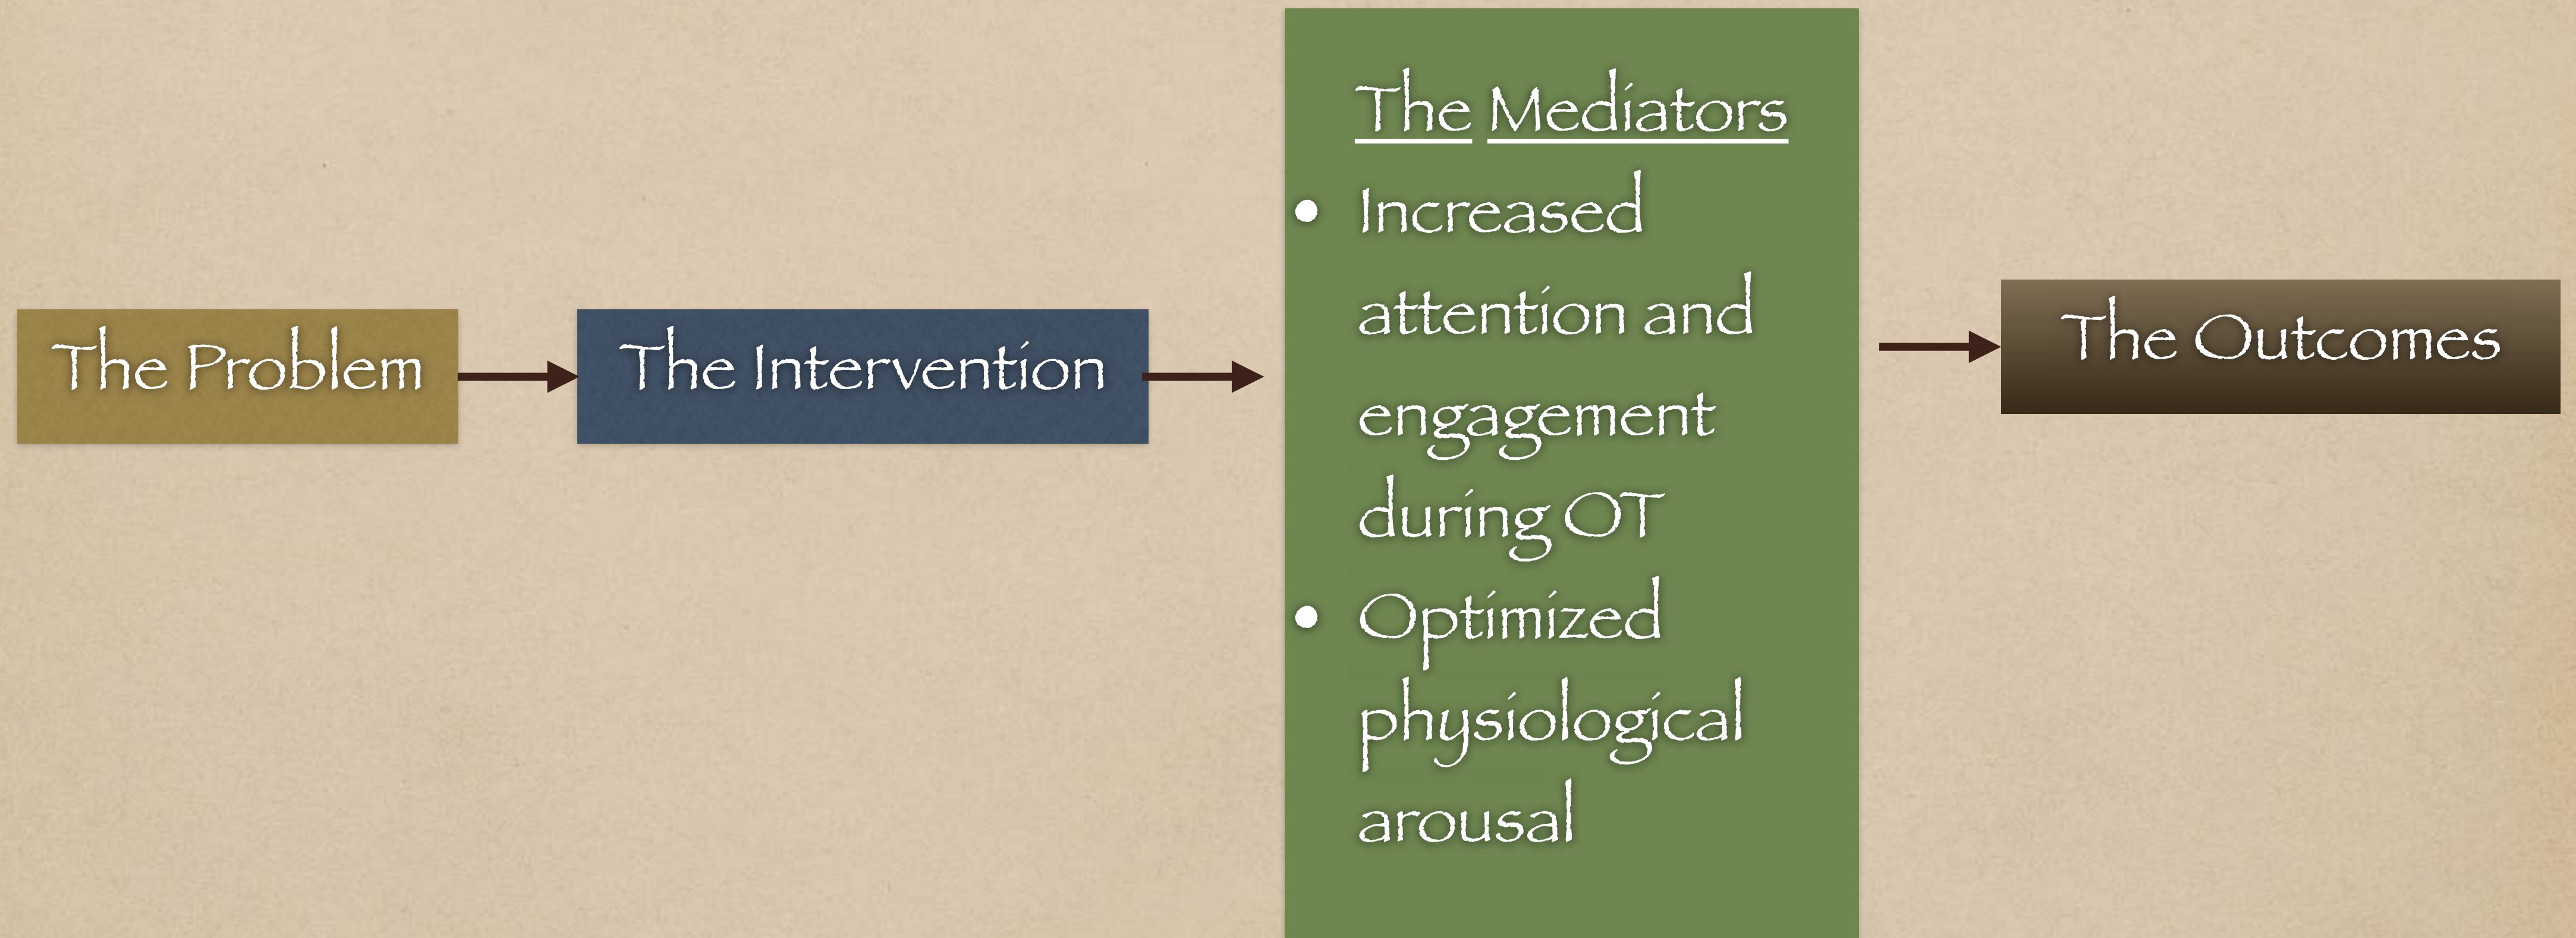 The Problem
The Intervention
The Mediators
• Increased
attention and
engagement
during OT
• Optimized
physiological
arousal
The Outcomes